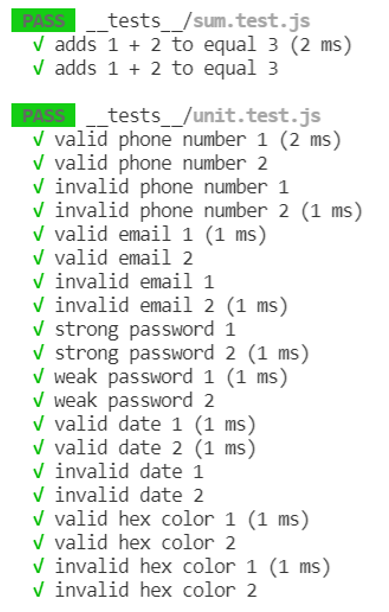 PASS __tests__/sum.test.js
√ adds 1 + 2 to equal 3 (2 ms)
√ adds 1 + 2 to equal 3
PASS __tests__/unit.test.js
√ valid phone number 1 (2 ms)
√ valid phone number 2
√ invalid phone number 1
√ invalid phone number 2 (1 ms)
√ valid email 1 (1 ms)
√ valid email 2
√ invalid email 1
√ invalid email 2 (1 ms)
√ strong password 1
√ strong password 2 (1 ms)
√ weak password 1 (1 ms)
√ weak password 2
√ valid date 1 (1 ms)
√ valid date 2 (1 ms)
√ invalid date 1
√ invalid date 2
√ valid hex color 1 (1 ms)
√ valid hex color 2
√ invalid hex color 1 (1 ms)
√ invalid hex color 2